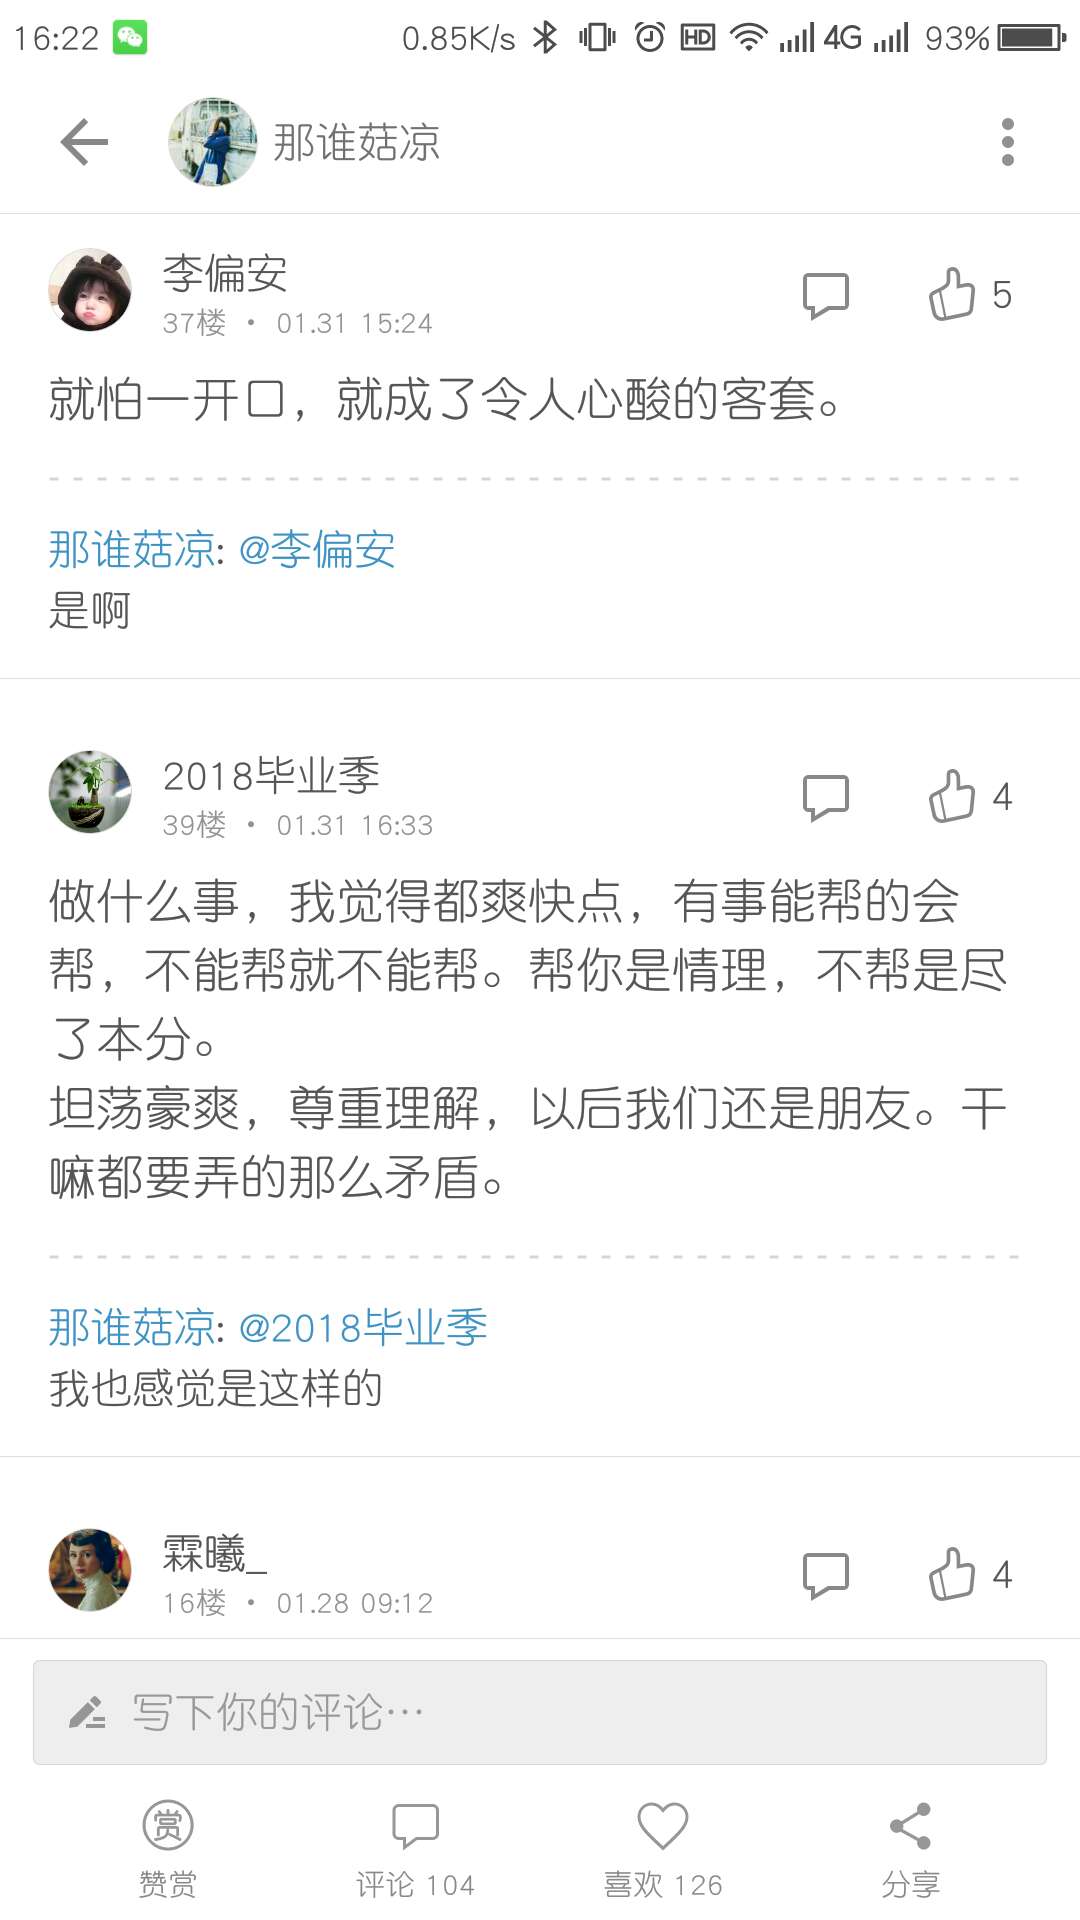 16:22 0.85K/s HD 4G 93%
那谁菇凉
李偏安
37楼 • 01.31 15:24
5
就怕一开口，就成了令人心酸的客套。
那谁菇凉: @李偏安
是啊
2018毕业季
39楼 • 01.31 16:33
4
做什么事，我觉得都爽快点，有事能帮的会
帮，不能帮就不能帮。帮你是情理，不帮是尽
了本分。
坦荡豪爽，尊重理解，以后我们还是朋友。干
嘛都要弄的那么矛盾。
那谁菇凉: @2018毕业季
我也感觉是这样的
霖曦_
16楼 • 01.28 09:12
4
写下你的评论…
赏
赞赏 评论 104 喜欢 126 分享